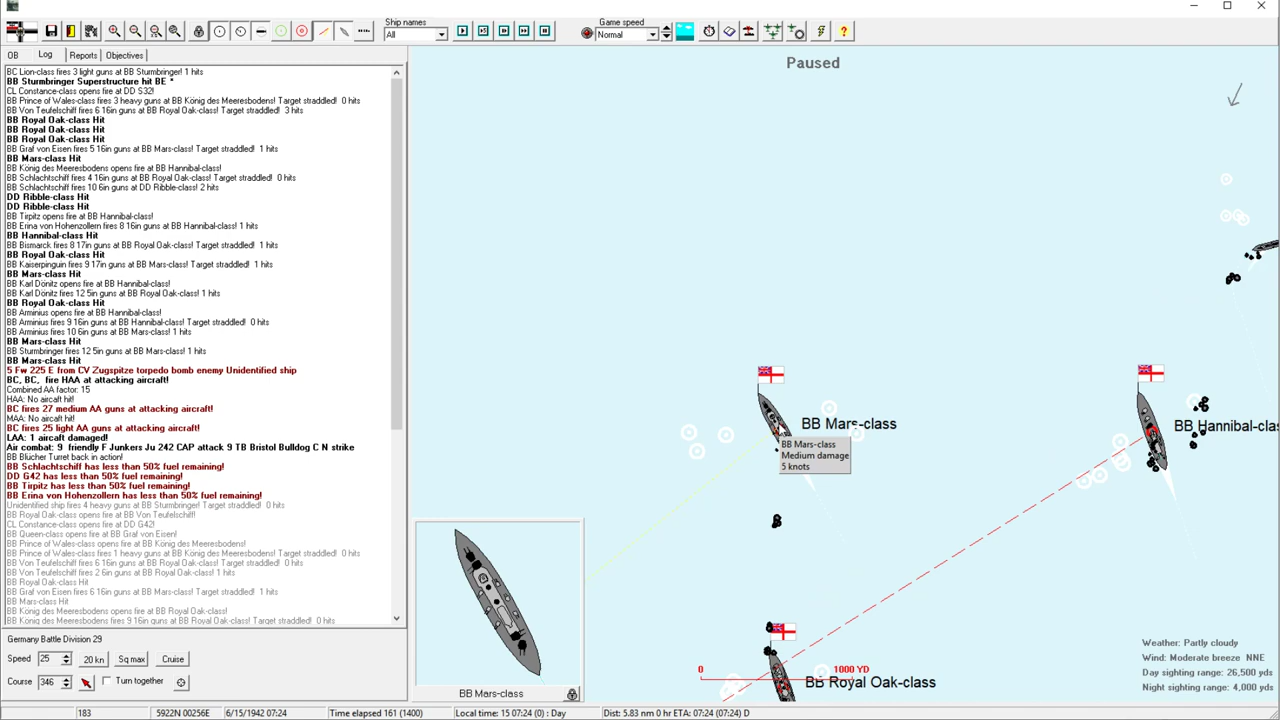 Ship names
All
Game speed
Normal
OB
Log
Reports
Objectives
BC Lion-class fires 3 light guns at BB Sturmbringer! 1 hits
BB Sturmbringer Superstructure hit BE *
CL Constance-class opens fire at DD S32!
BB Prince of Wales-class fires 3 heavy guns at BB König des Meeresbodens! Target straddled! 0 hits
BB Von Teufelschiff fires 6 16in guns at BB Royal Oak-class! Target straddled! 3 hits
BB Royal Oak-class Hit
BB Royal Oak-class Hit
BB Royal Oak-class Hit
BB Graf von Eisen fires 5 16in guns at BB Mars-class! Target straddled! 1 hits
BB Mars-class Hit
BB König des Meeresbodens opens fire at BB Hannibal-class!
BB Schlachtschiff fires 4 16in guns at BB Royal Oak-class! Target straddled! 0 hits
BB Schlachtschiff fires 10 6in guns at DD Ribble-class! 2 hits
DD Ribble-class Hit
DD Ribble-class Hit
BB Tirpitz opens fire at BB Hannibal-class!
BB Erina von Hohenzollern fires 8 16in guns at BB Hannibal-class! 1 hits
BB Hannibal-class Hit
BB Bismarck fires 8 17in guns at BB Royal Oak-class! Target straddled! 1 hits
BB Royal Oak-class Hit
BB Kaiserpinguin fires 9 17in guns at BB Mars-class! Target straddled! 1 hits
BB Mars-class Hit
BB Karl Dönitz opens fire at BB Hannibal-class!
BB Karl Dönitz fires 12 5in guns at BB Royal Oak-class! 1 hits
BB Royal Oak-class Hit
BB Arminius opens fire at BB Hannibal-class!
BB Arminius fires 9 16in guns at BB Hannibal-class! Target straddled! 0 hits
BB Arminius fires 10 6in guns at BB Mars-class! 1 hits
BB Mars-class Hit
BB Sturmbringer fires 12 5in guns at BB Mars-class! 1 hits
BB Mars-class Hit
5 Fw 225 E from CV Zugspitze torpedo bomb enemy Unidentified ship
BC, BC, fire HAA at attacking aircraft!
Combined AA factor: 15
HAA: No aircaft hit!
BC fires 27 medium AA guns at attacking aircraft!
MAA: No aircaft hit!
BC fires 25 light AA guns at attacking aircraft!
LAA: 1 aircaft damaged!
Air combat: 9 friendly F Junkers Ju 242 CAP attack 9 TB Bristol Bulldog C N strike
BB Blücher Turret back in action!
BB Schlachtschiff has less than 50% fuel remaining!
DD G42 has less than 50% fuel remaining!
BB Tirpitz has less than 50% fuel remaining!
BB Erina von Hohenzollern has less than 50% fuel remaining!
Unidentified ship fires 4 heavy guns at BB Sturmbringer! Target straddled! 0 hits
BB Royal Oak-class opens fire at BB Von Teufelschiff!
CL Constance-class opens fire at DD G42!
BB Queen-class opens fire at BB Graf von Eisen!
BB Prince of Wales-class opens fire at BB König des Meeresbodens!
BB Prince of Wales-class fires 1 heavy guns at BB König des Meeresbodens! Target straddled! 0 hits
BB Von Teufelschiff fires 6 16in guns at BB Royal Oak-class! Target straddled! 0 hits
BB Von Teufelschiff fires 2 6in guns at BB Royal Oak-class! 1 hits
BB Royal Oak-class Hit
BB Graf von Eisen fires 6 16in guns at BB Mars-class! Target straddled! 1 hits
BB Mars-class Hit
BB König des Meeresbodens opens fire at BB Royal Oak-class!
BB König des Meeresbodens fires 9 16in guns at BB Royal Oak-class! Target straddled! 0 hits
Germany Battle Division 29
Speed
25
20 kn
Sq max
Cruise
Course
346
Turn together
Paused
BB Mars-class
BB Mars-class
Medium damage
5 knots
BB Hannibal-clas
BB Royal Oak-class
0
1000 YD
BB Mars-class
Weather: Partly cloudy
Wind: Moderate breeze NNE
Day sighting range: 26,500 yds
Night sighting range: 4,000 yds
183
5922N 00256E
6/15/1942 07:24
Time elapsed 161 (1400)
Local time: 15 07:24 (0) : Day
Dist: 5.83 nm 0 hr ETA: 07:24 (07:24) D